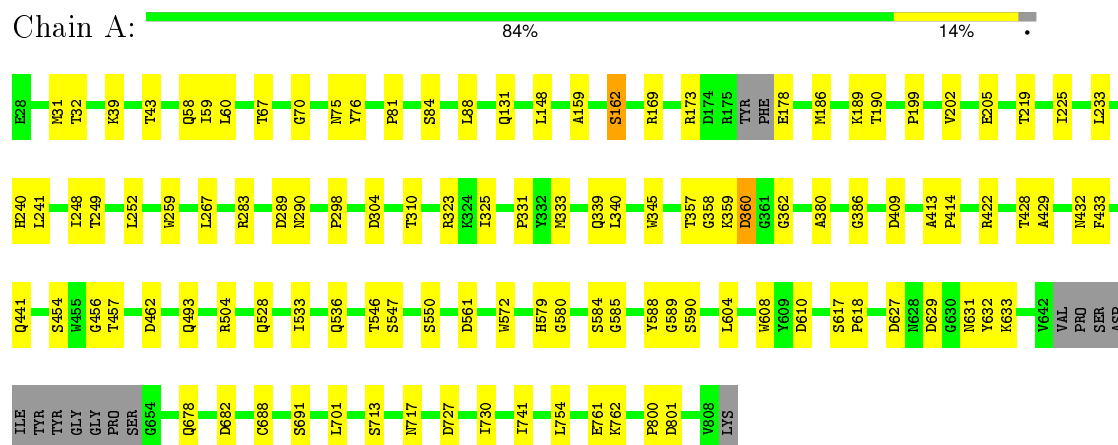 Chain A:
84% 14% •
E28 M31 T32 K39 T43 Q58 I59 L60 T67 G70 N75 Y76 P81 S84 L88 Q131 L148 A159 S162 R169 R173 D174 R175 TYR PHE E178 M186 K189 T190 P199 V202 E205 T219 I225 L233
H240 L241 I248 T249 L252 W259 L267 R283 D289 N290 P298 D304 T310 R323 K324 I325 P331 Y332 M333 Q339 L340 W345 T357 G358 K359 D360 G361 G362 A380 G386 D409 A413 P414 R422 T428 A429 N432 F433
Q441 S454 W455 G456 T457 D462 Q493 R504 Q528 I533 Q536 T546 S547 S550 D561 W572 H579 G580 S584 G585 Y588 G589 S590 L604 W608 Y609 D610 S617 P618 D627 N628 D629 G630 N631 Y632 K633 V642 VAL PRO SER ASP
ILE TYR TYR GLY GLY PRO SER G654 Q678 D682 C688 S691 L701 S713 N717 D727 I730 I741 L754 E761 K762 P800 D801 V808 LYS